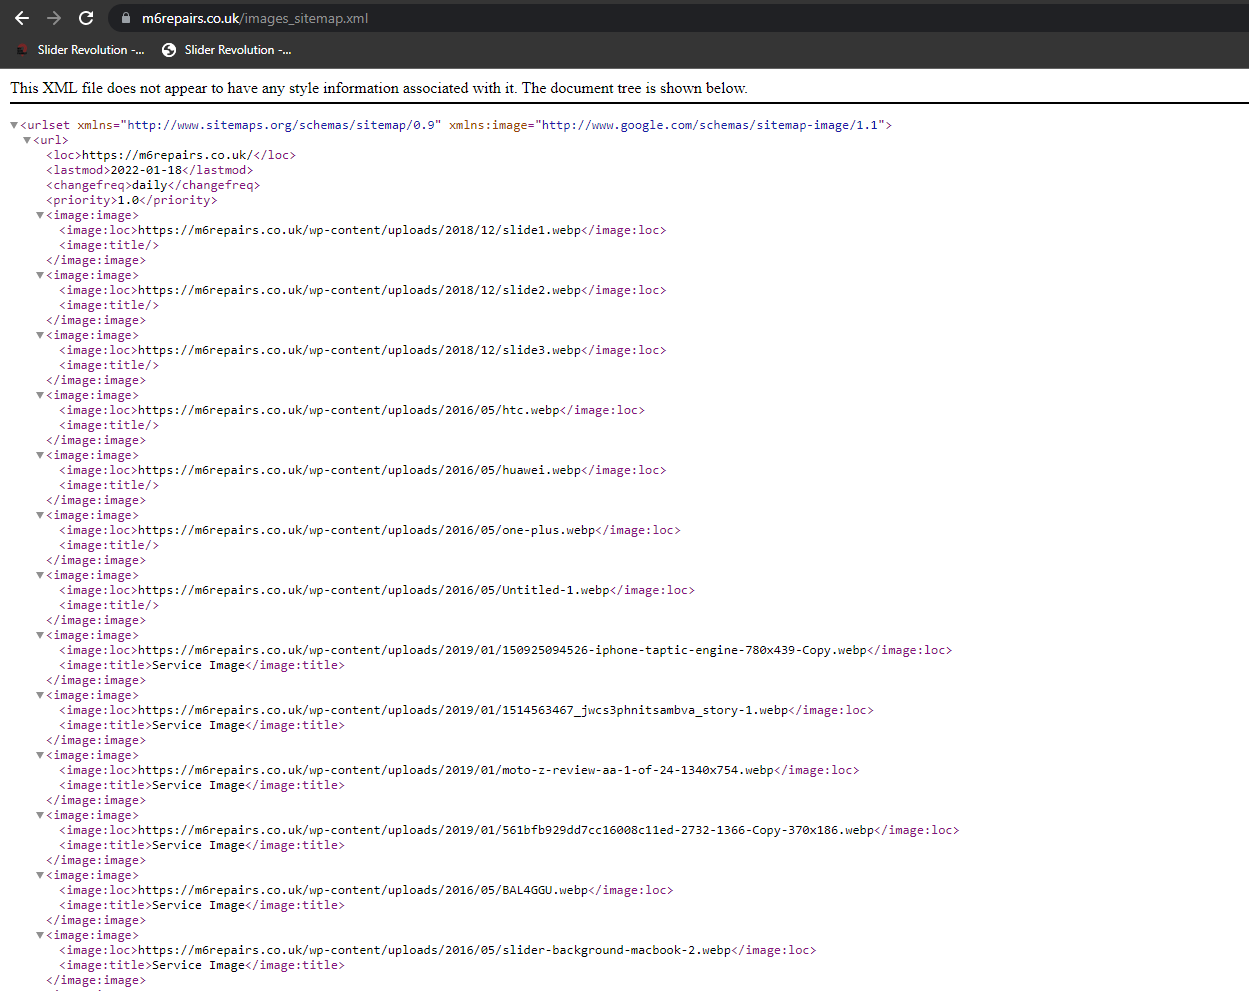 m6repairs.co.uk/images_sitemap.xml
Slider Revolution -... Slider Revolution -...
This XML file does not appear to have any style information associated with it. The document tree is shown below.
▼<urlset xmlns="http://www.sitemaps.org/schemas/sitemap/0.9" xmlns:image="http://www.google.com/schemas/sitemap-image/1.1">
▼<url>
<loc>https://m6repairs.co.uk/</loc>
<lastmod>2022-01-18</lastmod>
<changefreq>daily</changefreq>
<priority>1.0</priority>
▼<image:image>
<image:loc>https://m6repairs.co.uk/wp-content/uploads/2018/12/slide1.webp</image:loc>
<image:title/>
</image:image>
▼<image:image>
<image:loc>https://m6repairs.co.uk/wp-content/uploads/2018/12/slide2.webp</image:loc>
<image:title/>
</image:image>
▼<image:image>
<image:loc>https://m6repairs.co.uk/wp-content/uploads/2018/12/slide3.webp</image:loc>
<image:title/>
</image:image>
▼<image:image>
<image:loc>https://m6repairs.co.uk/wp-content/uploads/2016/05/htc.webp</image:loc>
<image:title/>
</image:image>
▼<image:image>
<image:loc>https://m6repairs.co.uk/wp-content/uploads/2016/05/huawei.webp</image:loc>
<image:title/>
</image:image>
▼<image:image>
<image:loc>https://m6repairs.co.uk/wp-content/uploads/2016/05/one-plus.webp</image:loc>
<image:title/>
</image:image>
▼<image:image>
<image:loc>https://m6repairs.co.uk/wp-content/uploads/2016/05/Untitled-1.webp</image:loc>
<image:title/>
</image:image>
▼<image:image>
<image:loc>https://m6repairs.co.uk/wp-content/uploads/2019/01/150925094526-iphone-taptic-engine-780x439-Copy.webp</image:loc>
<image:title>Service Image</image:title>
</image:image>
▼<image:image>
<image:loc>https://m6repairs.co.uk/wp-content/uploads/2019/01/1514563467_jwcs3phnitsambva_story-1.webp</image:loc>
<image:title>Service Image</image:title>
</image:image>
▼<image:image>
<image:loc>https://m6repairs.co.uk/wp-content/uploads/2019/01/moto-z-review-aa-1-of-24-1340x754.webp</image:loc>
<image:title>Service Image</image:title>
</image:image>
▼<image:image>
<image:loc>https://m6repairs.co.uk/wp-content/uploads/2019/01/561bfb929dd7cc16008c11ed-2732-1366-Copy-370x186.webp</image:loc>
<image:title>Service Image</image:title>
</image:image>
▼<image:image>
<image:loc>https://m6repairs.co.uk/wp-content/uploads/2016/05/BAL4GGU.webp</image:loc>
<image:title>Service Image</image:title>
</image:image>
▼<image:image>
<image:loc>https://m6repairs.co.uk/wp-content/uploads/2016/05/slider-background-macbook-2.webp</image:loc>
<image:title>Service Image</image:title>
</image:image>